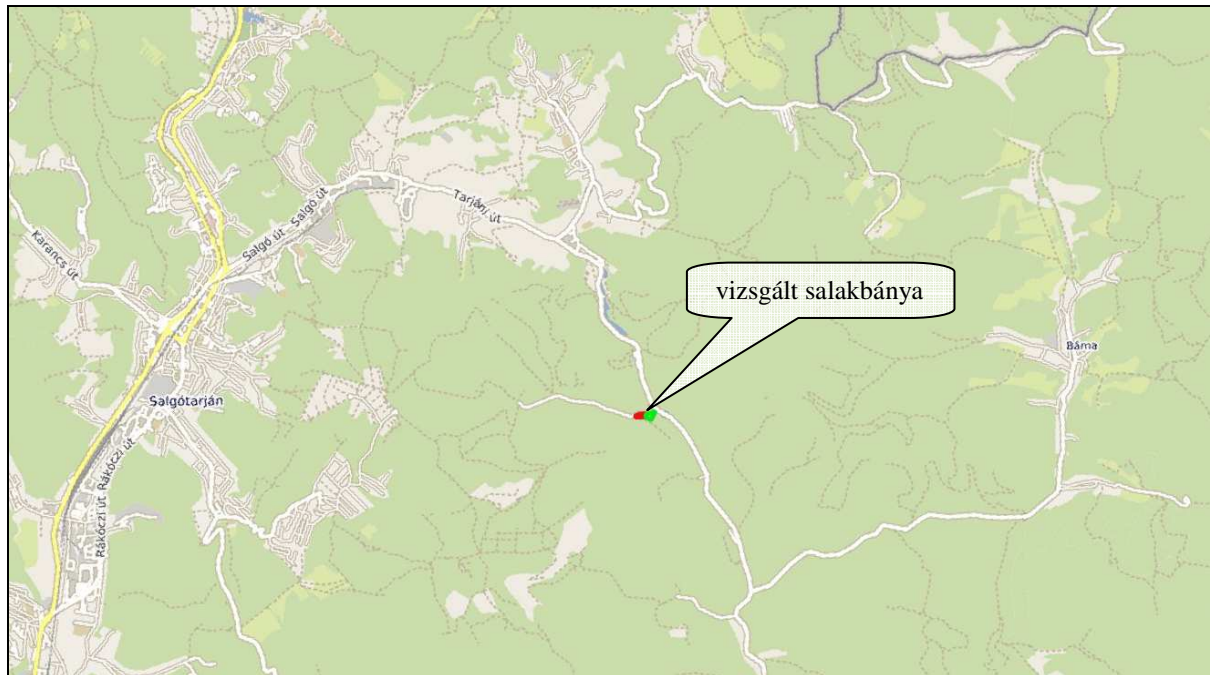 Tarjáni út
Salgó út - Salgó út
Karancs út
vizsgált salakbánya
Bárna
Salgótarján
Rákóczi út Rákóczi út